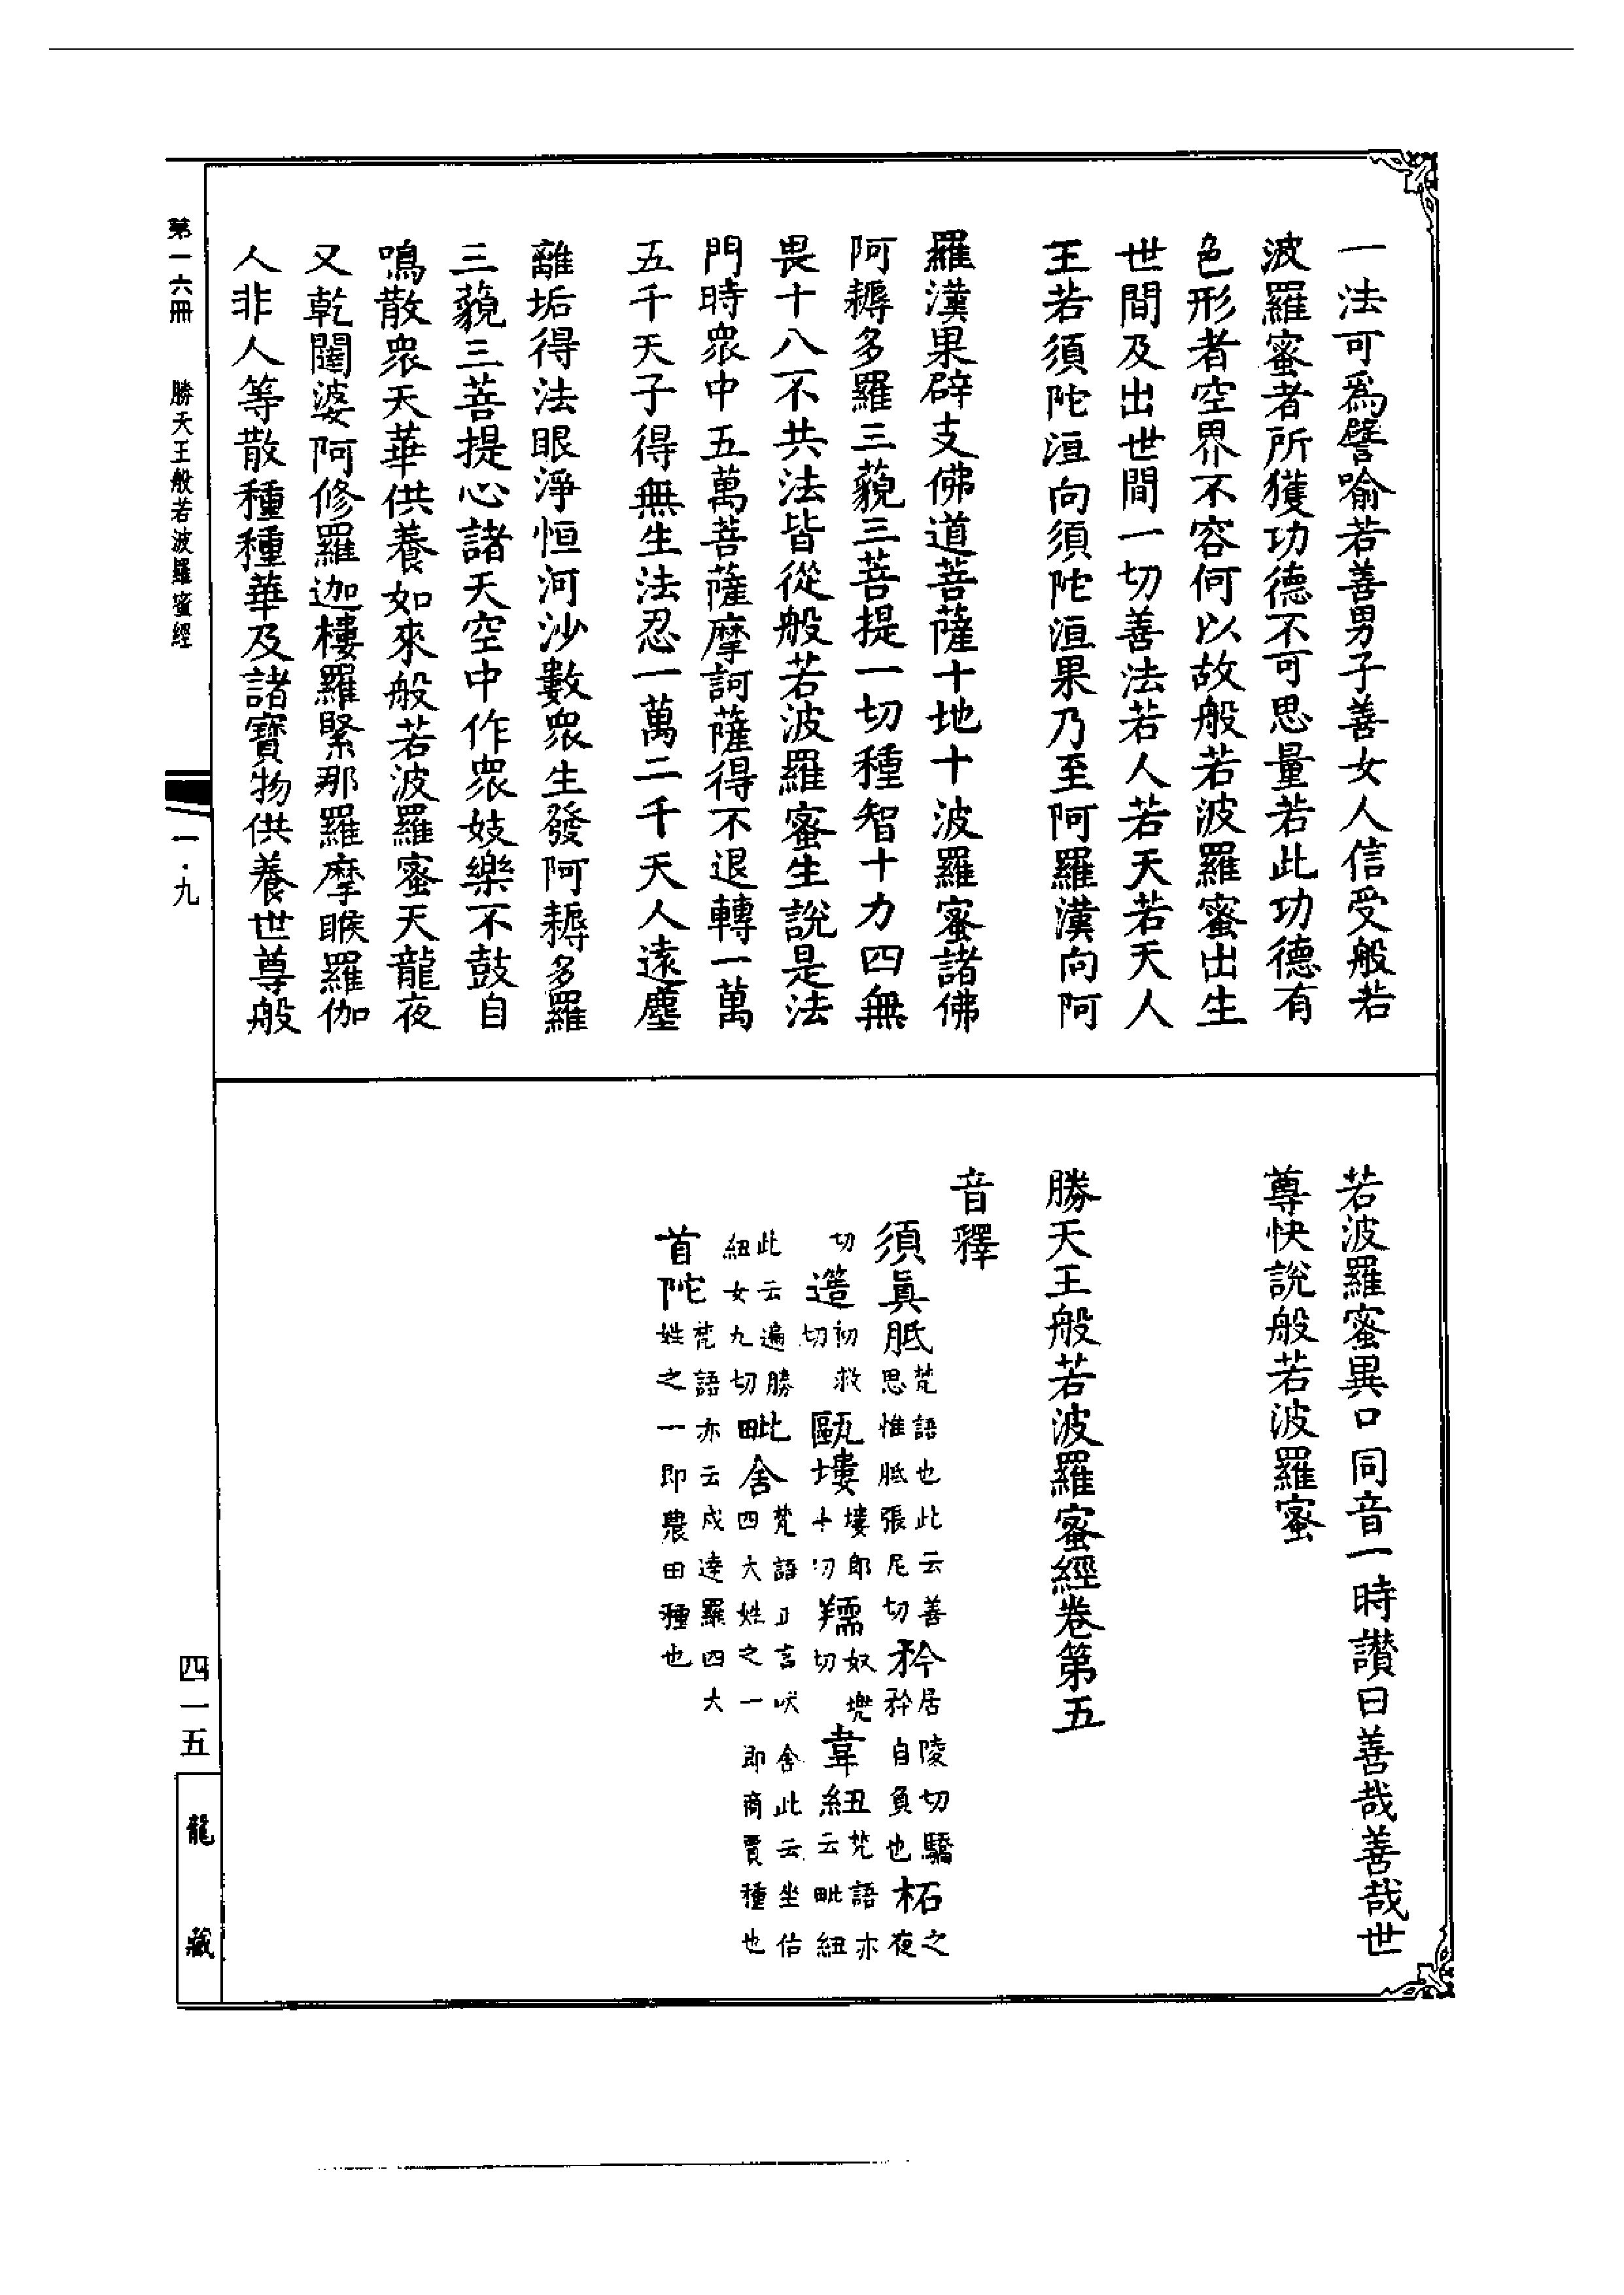 一法可爲譬喻若善男子善女人信受般若
波羅蜜者所獲功德不可思量若此功德有
色形者空界不容何以故般若波羅蜜出生
世間及出世間一切善法若人若天若天人
王若須陀洹向須陀洹果乃至阿羅漢向阿
羅漢果辟支佛道菩薩十地十波羅蜜諸佛
阿耨多羅三藐三菩提一切種智十力四無
畏十八不共法皆從般若波羅蜜生說是法
門時衆中五萬菩薩摩訶薩得不退轉一萬
五千天子得無生法忍一萬二千天人遠塵
離垢得法眼淨恒河沙數衆生發阿耨多羅
三藐三菩提心諸天空中作衆妓樂不鼓自
鳴散衆天華供養如來般若波羅蜜天龍夜
又乾闥婆阿修羅迦樓羅緊那羅摩睺羅伽
人非人等散種種華及諸寶物供養世尊般
若波羅蜜異口同音一時讚曰善哉善哉世
尊快說般若波羅蜜
勝天王般若波羅蜜經卷第五
音釋
須眞胝梵語也此云善思惟胝張尼切矜居陵切驕矜自負也柘之夜
切簉初救切甌塿塿郎斗切羺奴兠切韋紐梵語亦云毗紐
此云遍勝紐女九切毗舍梵語正言吠舍此云坐估四大姓之一即商賈種也
首陀梵語亦云戍達羅四大姓之一即農田種也
第一六冊 勝天王般若波羅蜜經
一·九
四一五
龍藏